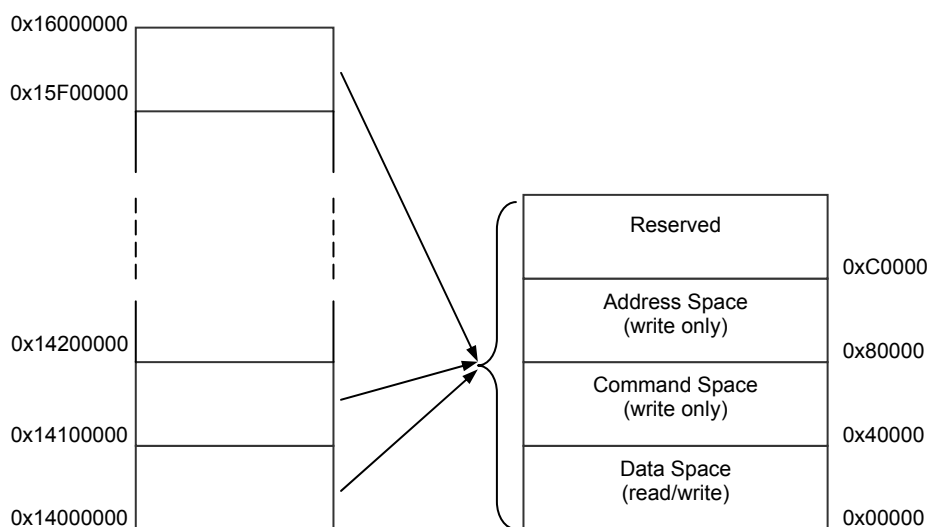 0x16000000
0x15F00000
0x14200000
0x14100000
0x14000000
Reserved
0xC0000
Address Space
(write only)
0x80000
Command Space
(write only)
0x40000
Data Space
(read/write)
0x00000